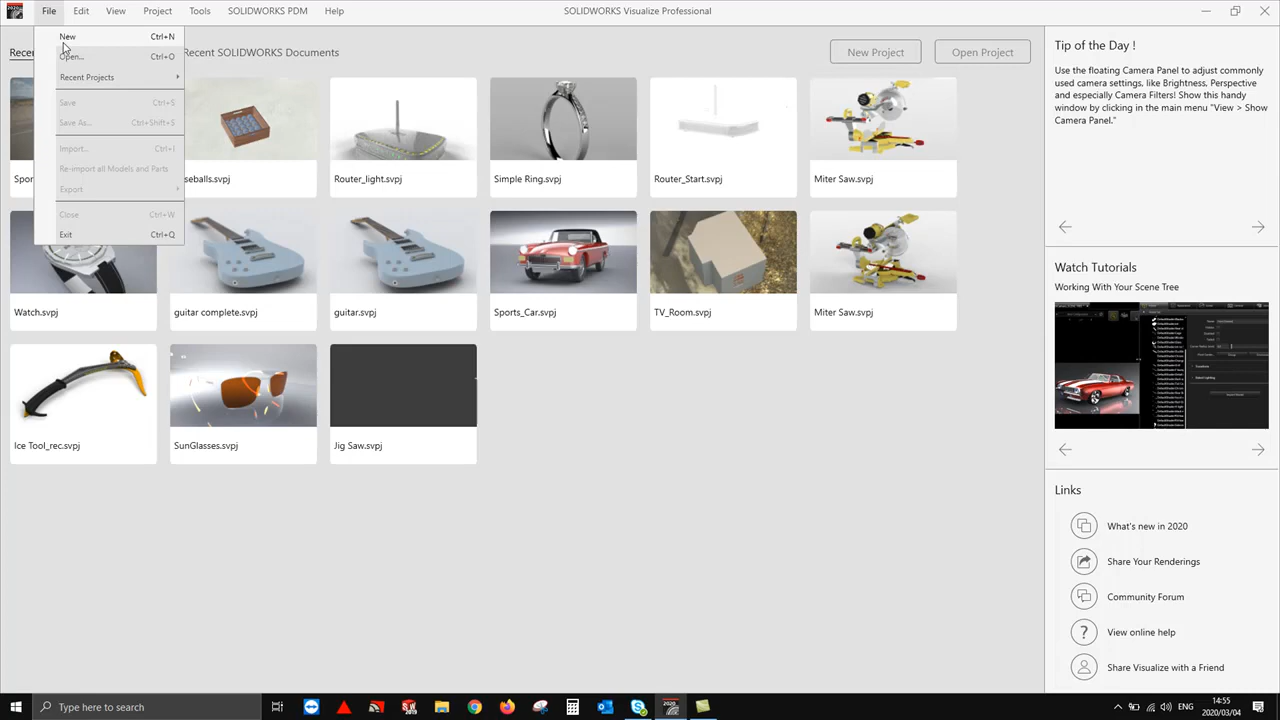 2020
File
Edit
View
Project
Tools
SOLIDWORKS PDM
Help
SOLIDWORKS Visualize Professional
New Ctrl+N
Open... Ctrl+O
Recent Projects
Save Ctrl+S
Save As... Ctrl+Shift+S
Import... Ctrl+I
Re-import all Models and Parts
Export
Close Ctrl+W
Exit Ctrl+Q
Recent SOLIDWORKS Documents
New Project
Open Project
Router_light.svpj
Simple Ring.svpj
Router_Start.svpj
Miter Saw.svpj
Watch.svpj
guitar complete.svpj
guitar.svpj
Sports_Car.svpj
TV_Room.svpj
Miter Saw.svpj
Ice Tool_rec.svpj
SunGlasses.svpj
Jig Saw.svpj
Tip of the Day !
Use the floating Camera Panel to adjust commonly
used camera settings, like Brightness, Perspective
and especially Camera Filters! Show this handy
window by clicking in the main menu "View > Show
Camera Panel."
Watch Tutorials
Working With Your Scene Tree
Links
What's new in 2020
Share Your Renderings
Community Forum
View online help
Share Visualize with a Friend
Type here to search
ENG
14:55
2020/03/04